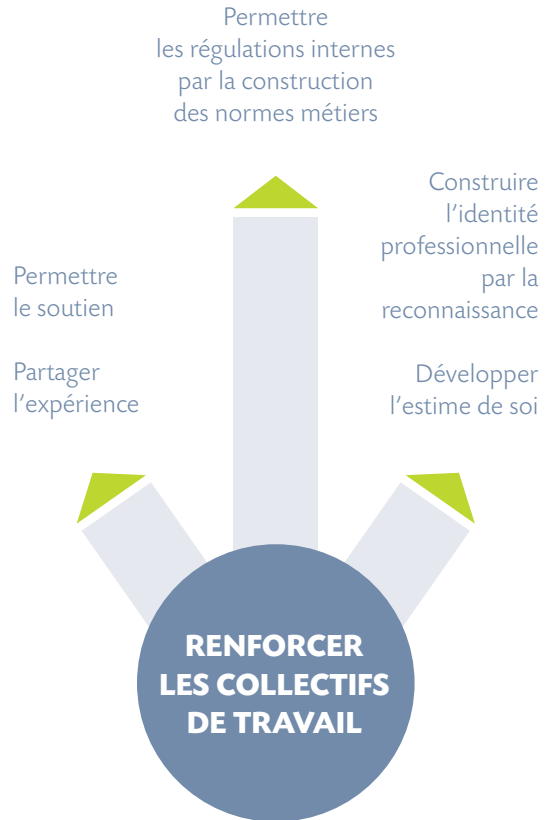 Permettre
les régulations internes
par la construction
des normes métiers
Permettre
le soutien
Partager
l'expérience
Construire
l'identité
professionnelle
par la
reconnaissance
Développer
l'estime de soi
RENFORCER
LES COLLECTIFS
DE TRAVAIL